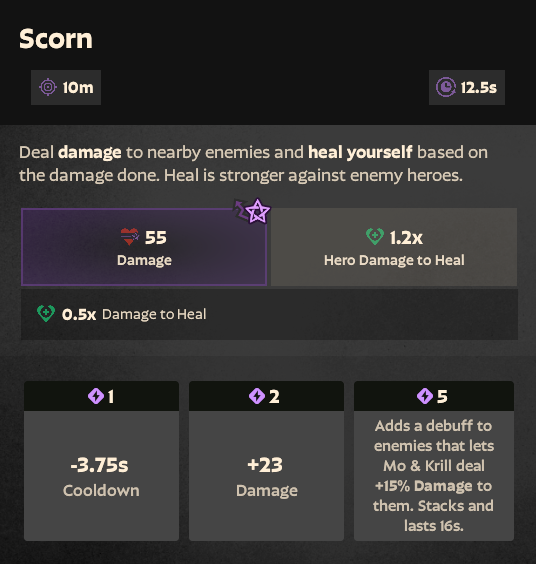 Scorn
10m
12.5s
Deal damage to nearby enemies and heal yourself based on
the damage done. Heal is stronger against enemy heroes.
55
Damage
1.2x
Hero Damage to Heal
0.5x Damage to Heal
1
-3.75s
Cooldown
2
+23
Damage
5
Adds a debuff to
enemies that lets
Mo & Krill deal
+15% Damage to
them. Stacks and
lasts 16s.